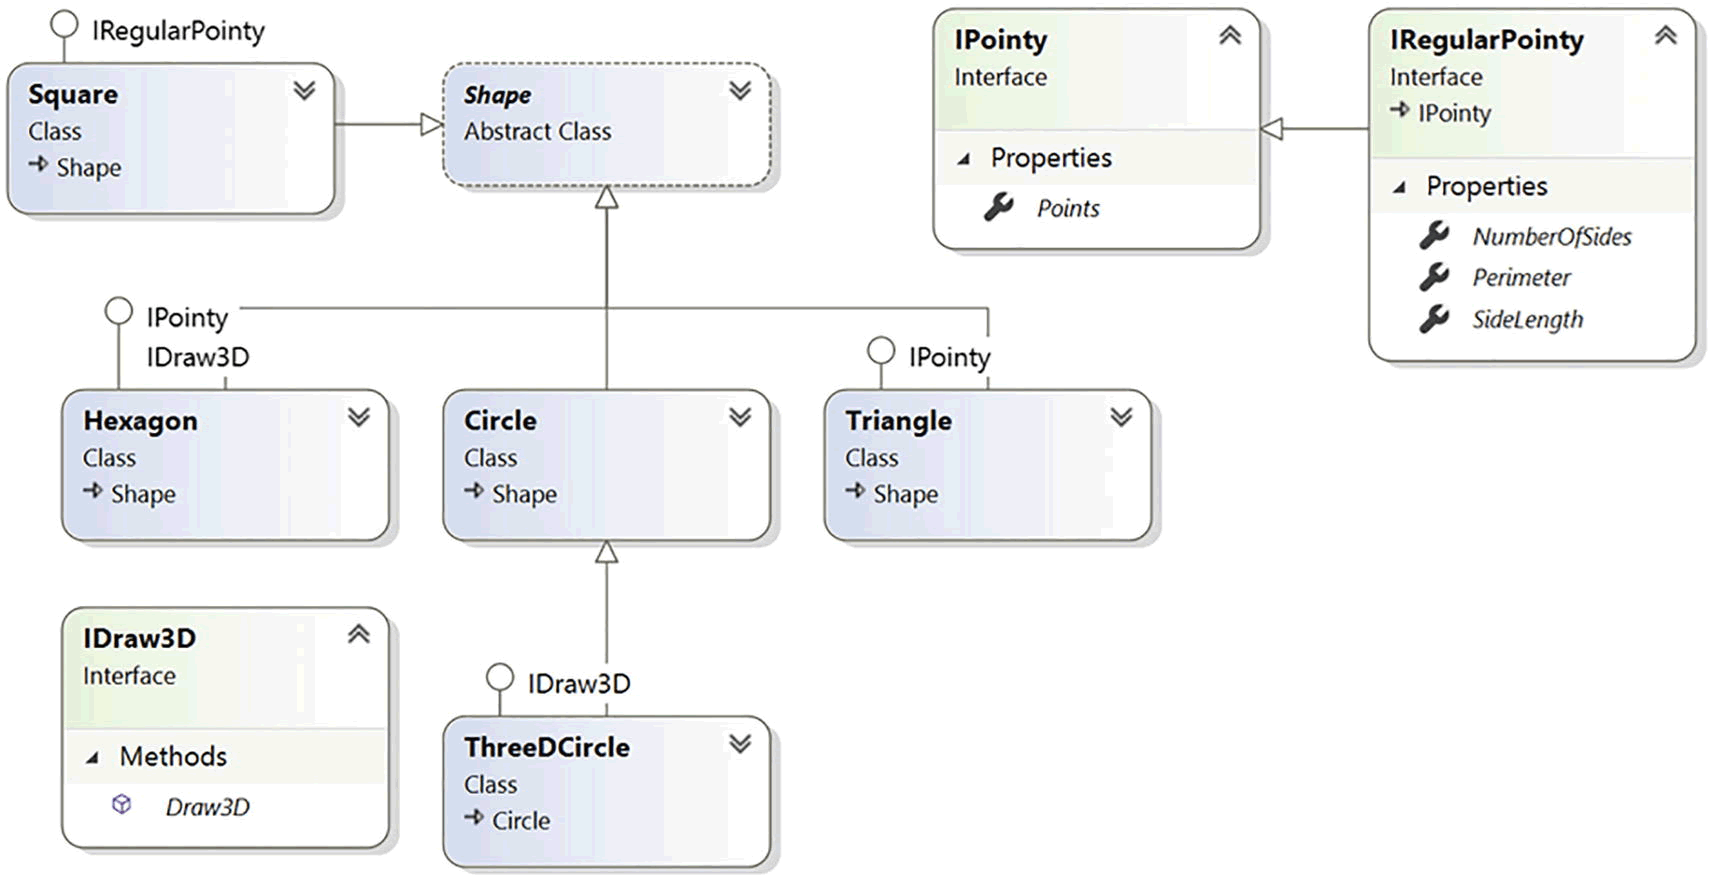 IRegularPointy
Square
Class
Shape
Shape
Abstract Class
IPointy
Interface
Properties
Points
IRegularPointy
Interface
IPointy
Properties
NumberOfSides
Perimeter
SideLength
IPointy
IDraw3D
Hexagon
Class
Shape
Circle
Class
Shape
IPointy
Triangle
Class
Shape
IDraw3D
Interface
Methods
Draw3D
IDraw3D
ThreeDCircle
Class
Circle